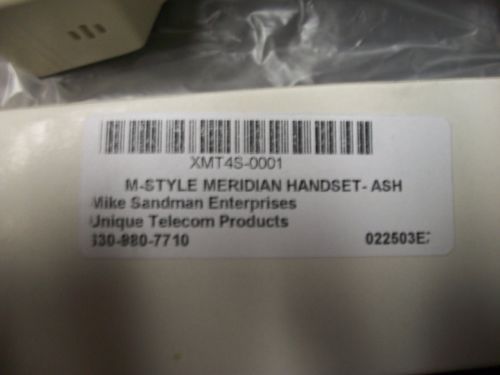 XMT4S-0001
M-STYLE MERIDIAN HANDSET- ASH
Mike Sandman Enterprises
Unique Telecom Products
630-980-7710
022503E